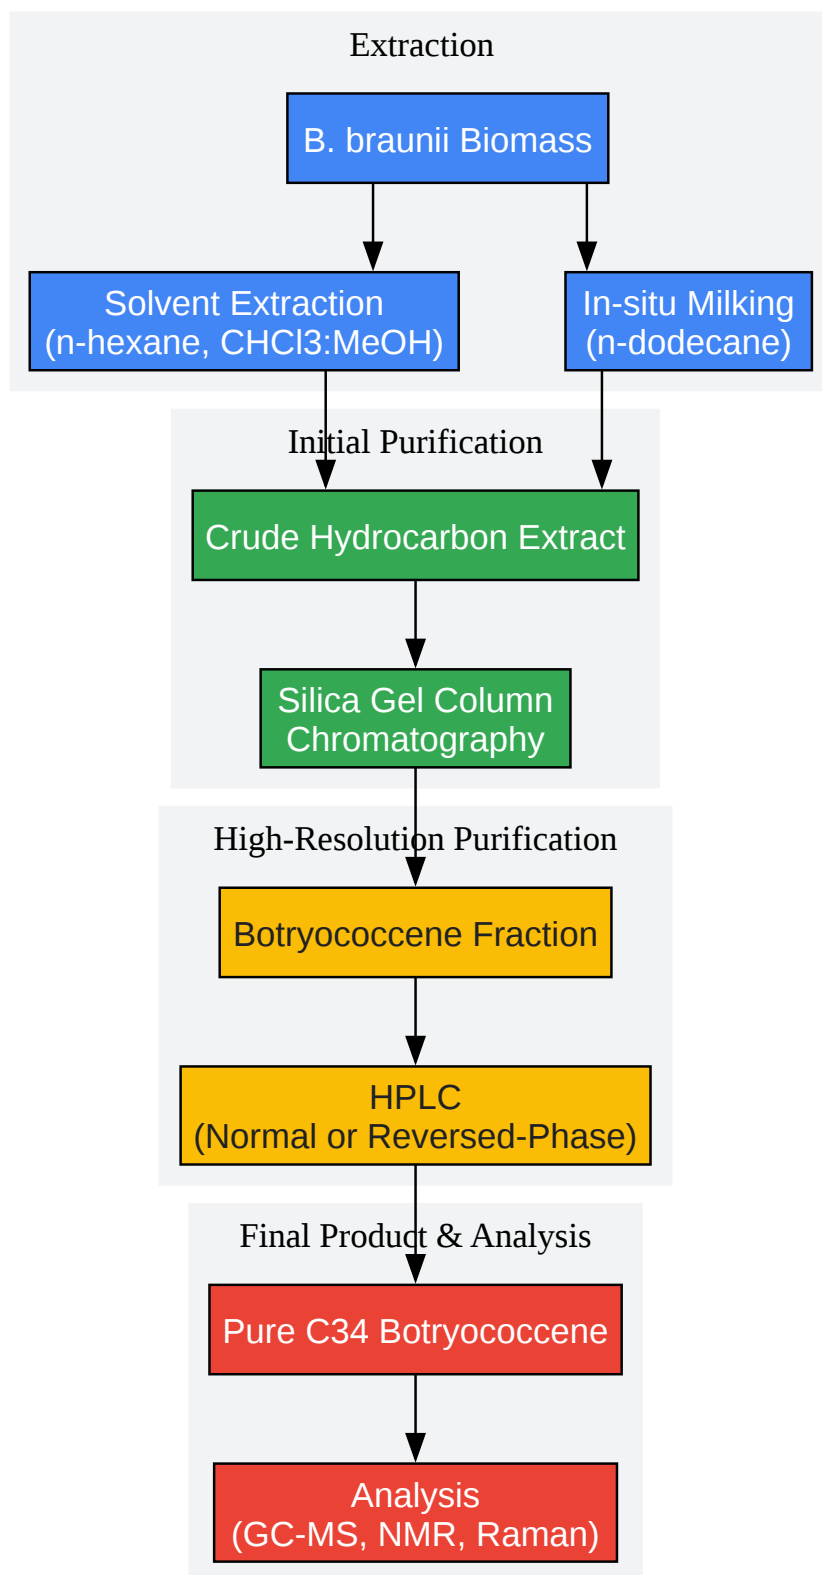 Extraction
B. braunii Biomass
Solvent Extraction
(n-hexane, CHCl3:MeOH)
In-situ Milking
(n-dodecane)
Initial Purification
Crude Hydrocarbon Extract
Silica Gel Column
Chromatography
High-Resolution Purification
Botryococcene Fraction
HPLC
(Normal or Reversed-Phase)
Final Product & Analysis
Pure C34 Botryococcene
Analysis
(GC-MS, NMR, Raman)